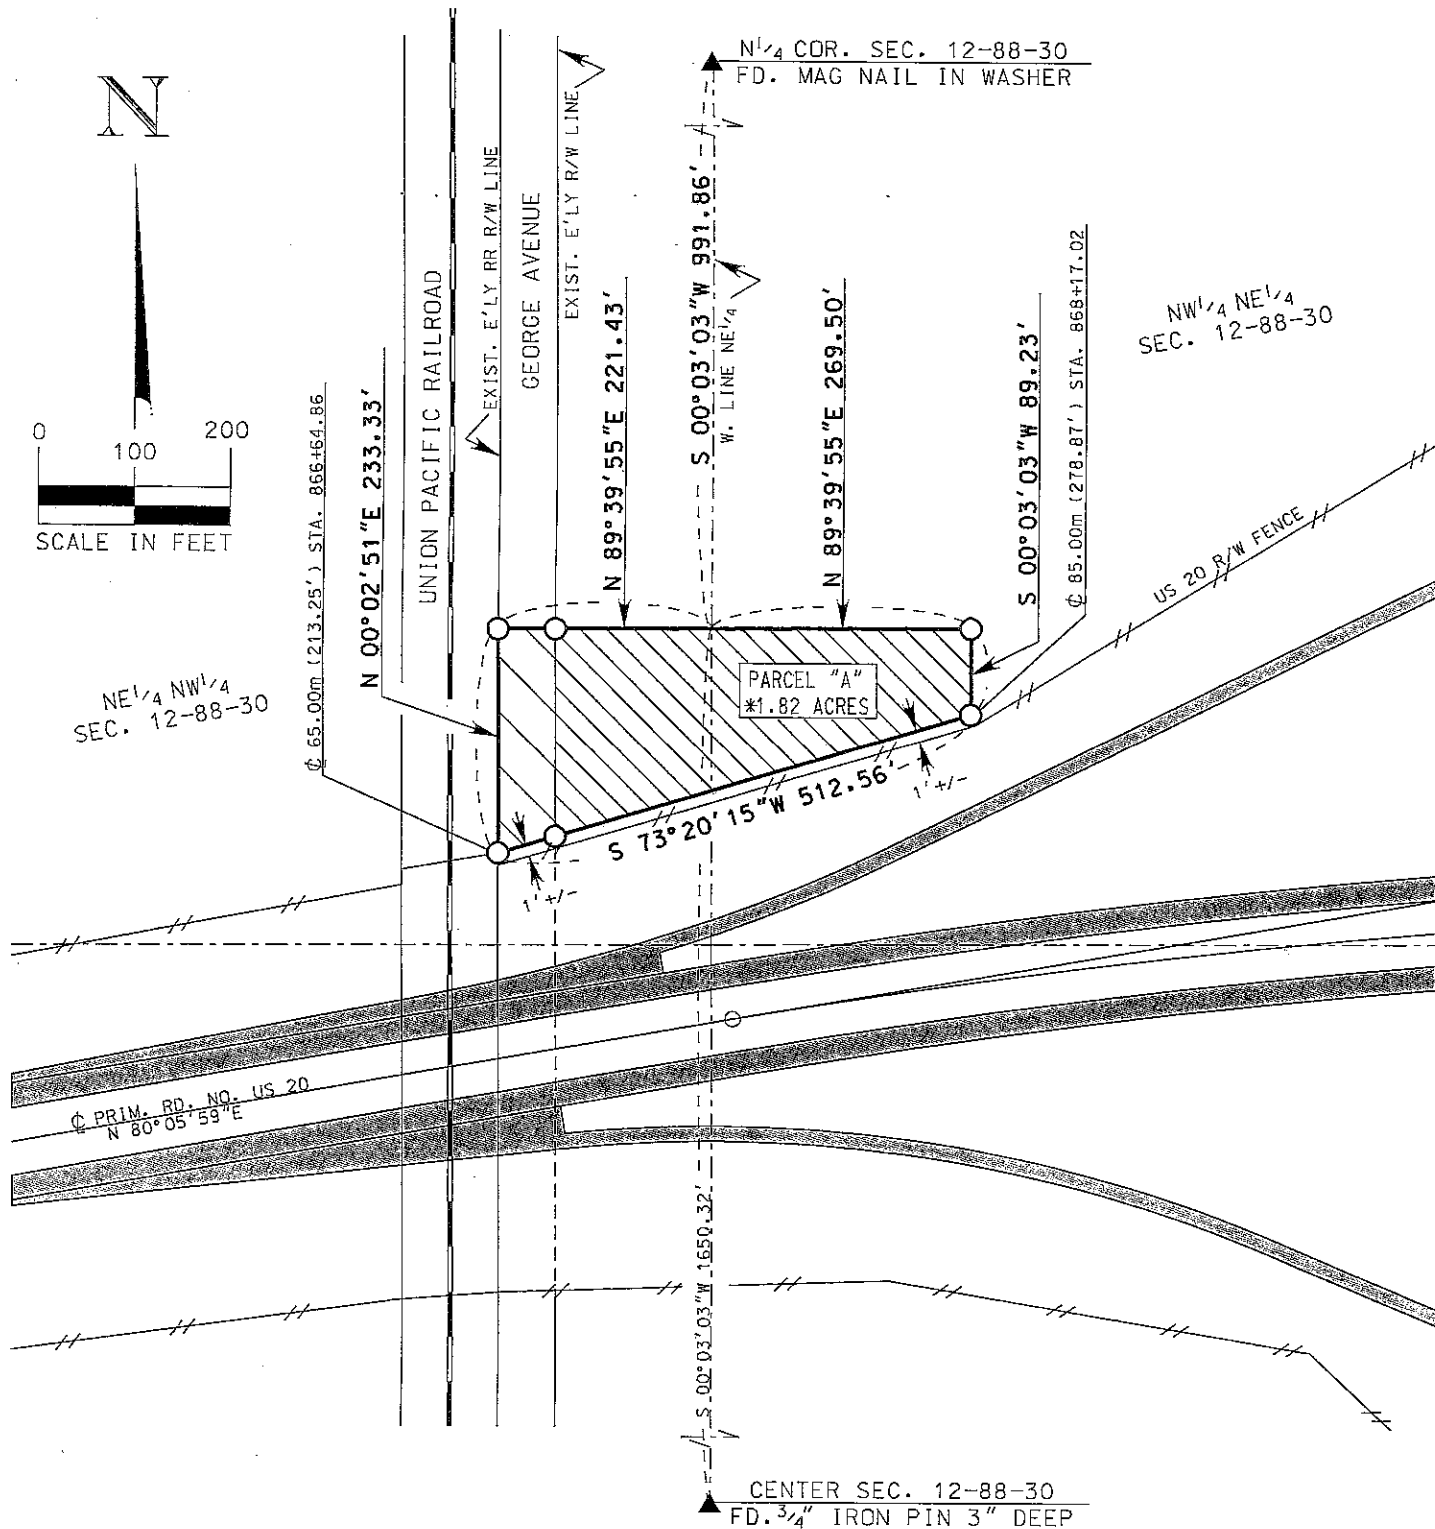 N1/4 COR. SEC. 12-88-30
FD. MAG NAIL IN WASHER
N
0 100 200
SCALE IN FEET
UNION PACIFIC RAILROAD
EXIST. E'LY RR R/W LINE
GEORGE AVENUE
EXIST. E'LY R/W LINE
S 00°03'03"W 991.86'
W. LINE NE1/4
NW1/4 NE1/4
SEC. 12-88-30
℄ 65.00m (213.25') STA. 866+64.86
N 00°02'51"E 233.33'
N 89°39'55"E 221.43'
N 89°39'55"E 269.50'
S 00°03'03"W 89.23'
℄ 85.00m (278.87') STA. 868+17.02
US 20 R/W FENCE
NE1/4 NW1/4
SEC. 12-88-30
PARCEL "A"
*1.82 ACRES
S 73°20'15"W 512.56'
1' +/-
1' +/-
℄ PRIM. RD. NO. US 20
N 80°05'59"E
S 00°03'03"W 1650.32'
CENTER SEC. 12-88-30
FD. 3/4" IRON PIN 3" DEEP